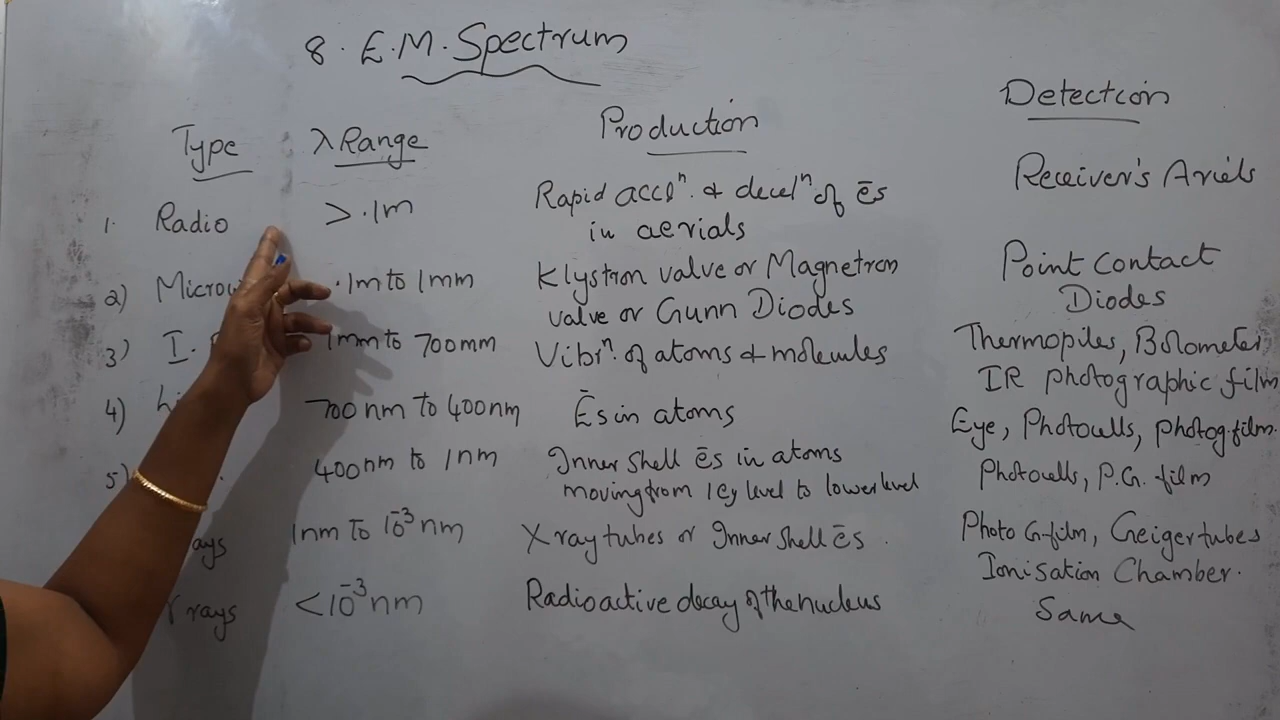 8. E.M. Spectrum
Type λ Range Production Detection
1. Radio > .1m Rapid acclⁿ. & decelⁿ of ēs Receiver's Ariels
in aerials
2) .1m to 1mm Klystron valve or Magnetron Point Contact
valve or Gunn Diodes Diodes
3) I. 1mm to 700mm Vibrⁿ. of atoms & molecules Thermopiles, Bolometer,
IR photographic film
4) 700 nm to 400nm Ēs in atoms Eye, Photocells, photog.film.
5) 400nm to 1nm Inner shell ēs in atoms Photocells, P.G. film
moving from 1 ey level to lower level
1nm to 10⁻³ nm X ray tubes or Inner shell ēs. Photo G-film, Geiger tubes
Ionisation Chamber.
γ rays < 10⁻³ nm Radioactive decay of the nucleus Same